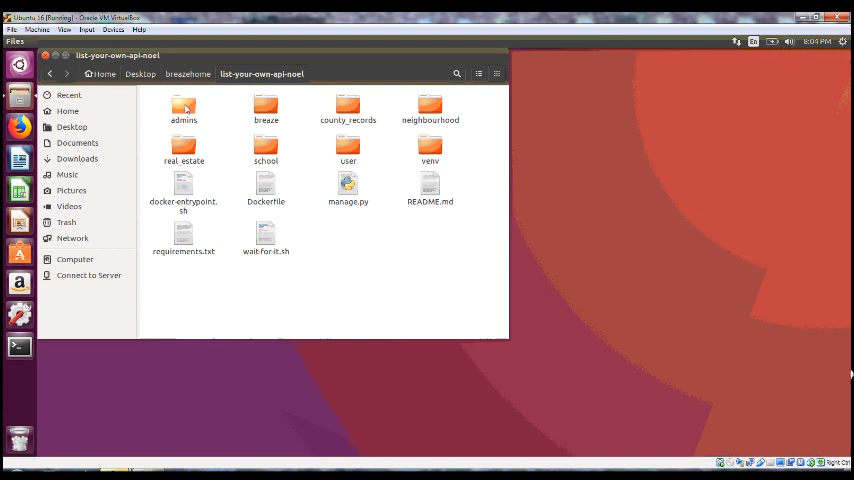 Ubuntu 16 [Running] - Oracle VM VirtualBox
File Machine View Input Devices Help
Files En 8:04 PM
list-your-own-api-noel
Home Desktop breazehome list-your-own-api-noel
Recent
Home
Desktop
Documents
Downloads
Music
Pictures
Videos
Trash
Network
Computer
Connect to Server
admins breaze county_records neighbourhood
real_estate school user venv
docker-entrypoint.
sh
Dockerfile manage.py README.md
requirements.txt wait-for-it.sh
Right Ctrl